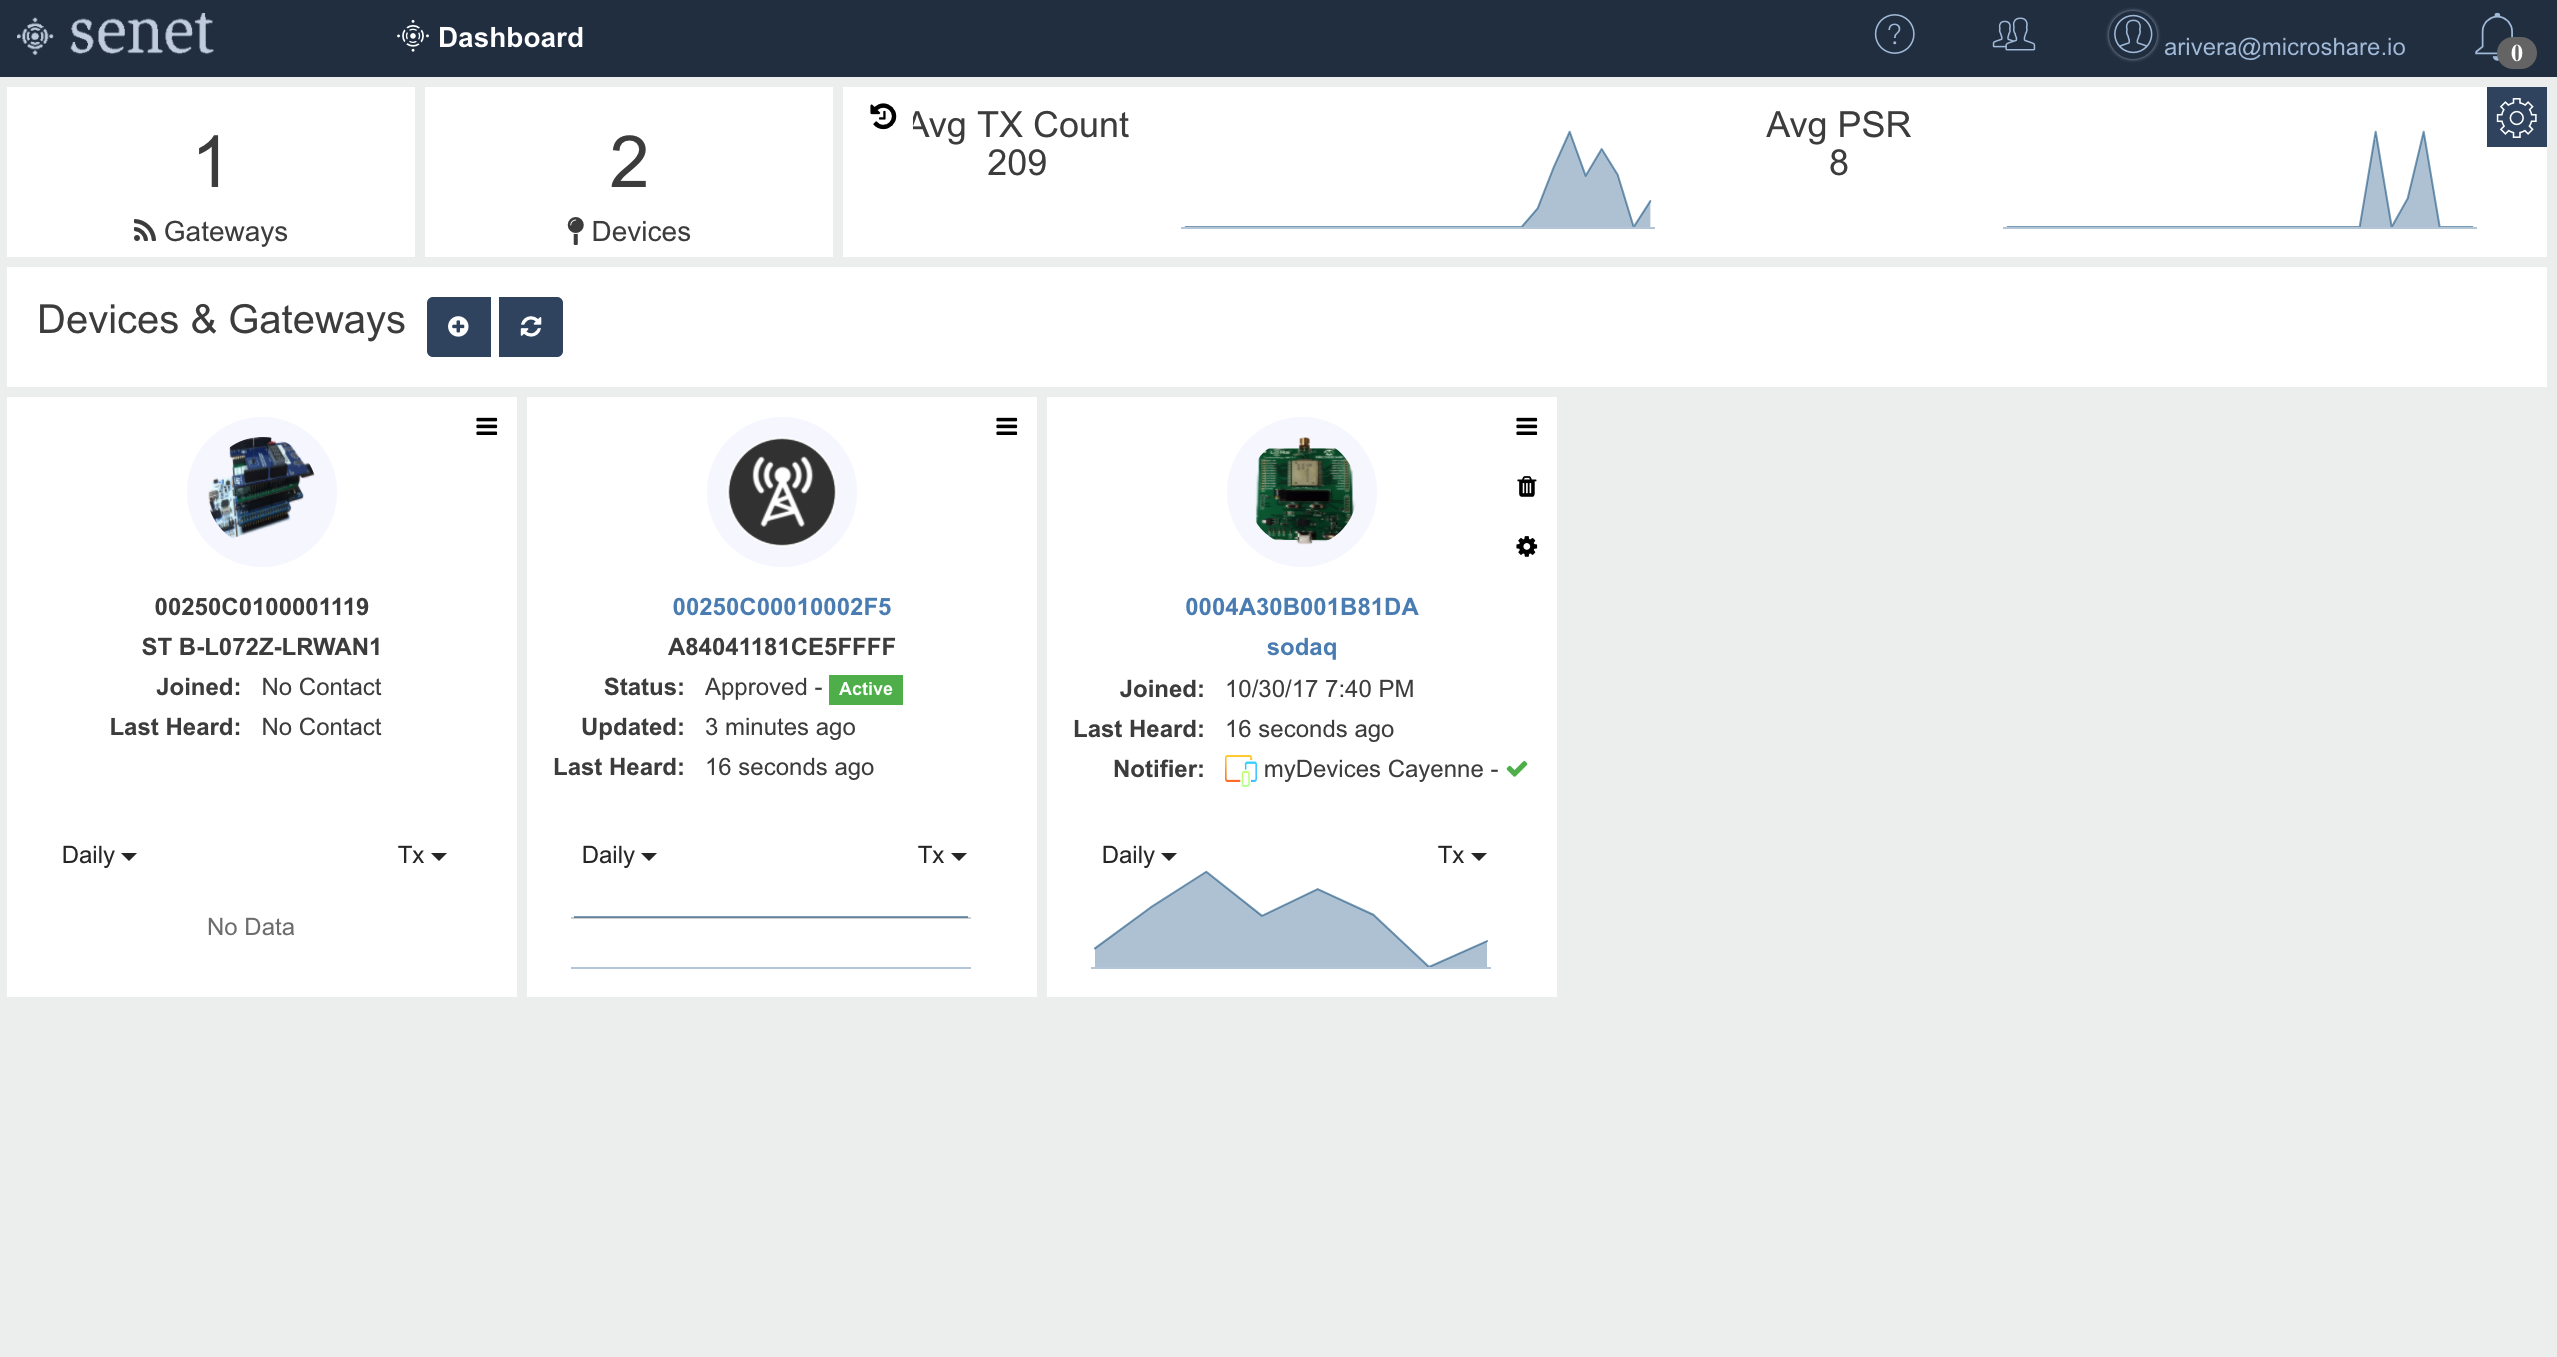 senet
Dashboard
?
arivera@microshare.io
0
1
Gateways
2
Devices
Avg TX Count
209
Avg PSR
8
Devices & Gateways
00250C0100001119
ST B-L072Z-LRWAN1
Joined: No Contact
Last Heard: No Contact
Daily Tx
No Data
00250C00010002F5
A84041181CE5FFFF
Status: Approved - Active
Updated: 3 minutes ago
Last Heard: 16 seconds ago
Daily Tx
0004A30B001B81DA
sodaq
Joined: 10/30/17 7:40 PM
Last Heard: 16 seconds ago
Notifier: myDevices Cayenne -
Daily Tx